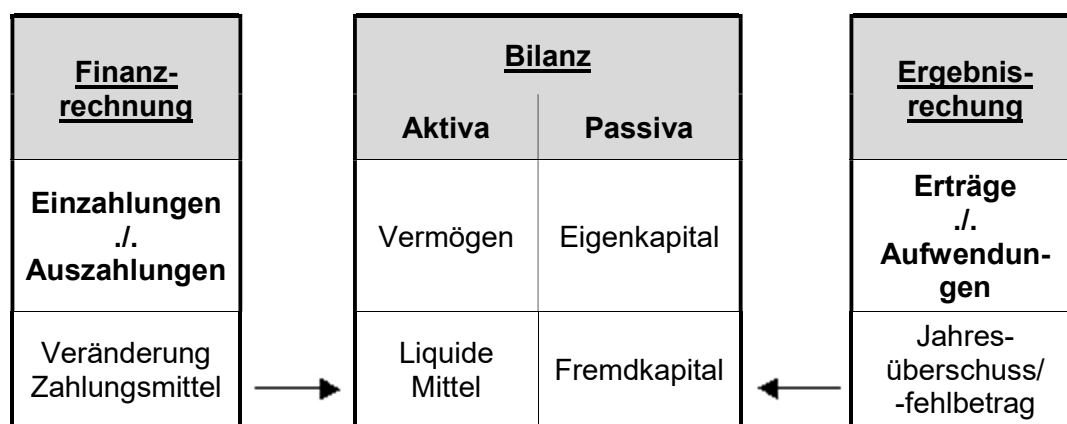 Finanz-
rechnung
Einzahlungen
./.
Auszahlungen
Veränderung
Zahlungsmittel
Bilanz
Aktiva Passiva
Vermögen Eigenkapital
Liquide
Mittel
Fremdkapital
Ergebnis-
rechung
Erträge
./.
Aufwendun-
gen
Jahres-
überschuss/
-fehlbetrag